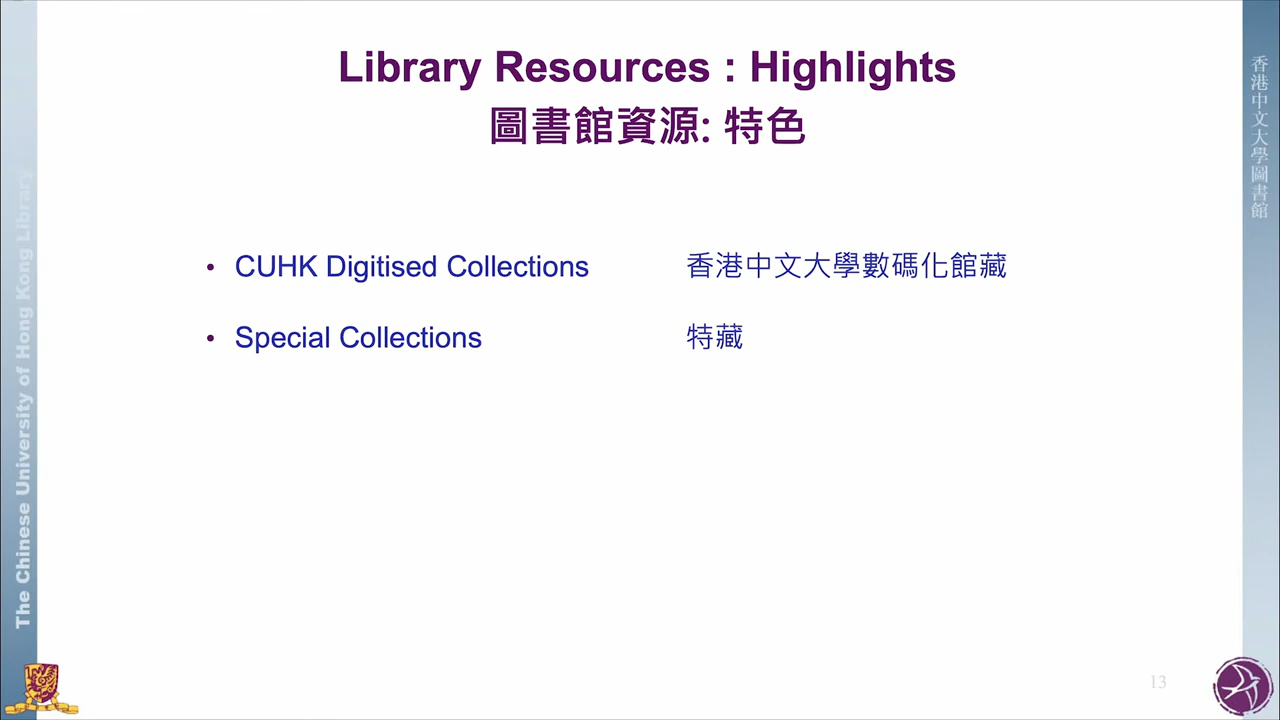 Library Resources : Highlights
圖書館資源: 特色
• CUHK Digitised Collections 香港中文大學數碼化館藏
• Special Collections 特藏
The Chinese University of Hong Kong Library
香港中文大學圖書館
13